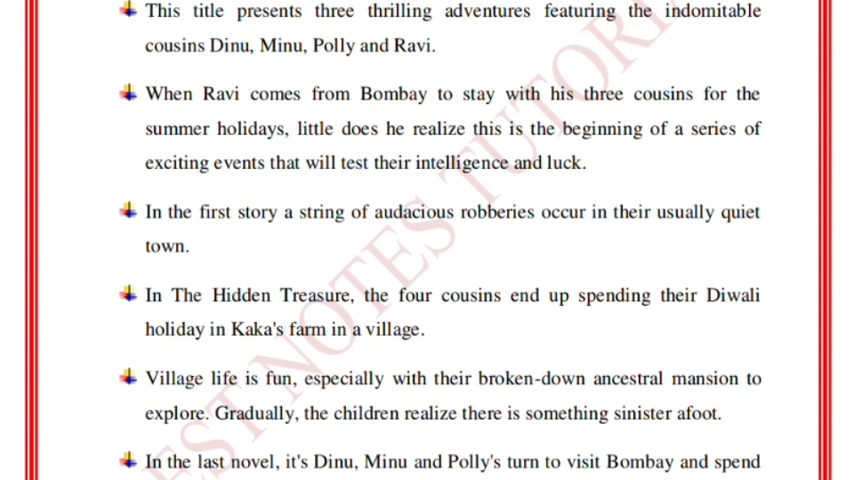 This title presents three thrilling adventures featuring the indomitable
cousins Dinu, Minu, Polly and Ravi.
When Ravi comes from Bombay to stay with his three cousins for the
summer holidays, little does he realize this is the beginning of a series of
exciting events that will test their intelligence and luck.
In the first story a string of audacious robberies occur in their usually quiet
town.
In The Hidden Treasure, the four cousins end up spending their Diwali
holiday in Kaka's farm in a village.
Village life is fun, especially with their broken-down ancestral mansion to
explore. Gradually, the children realize there is something sinister afoot.
In the last novel, it's Dinu, Minu and Polly's turn to visit Bombay and spend
NOTES